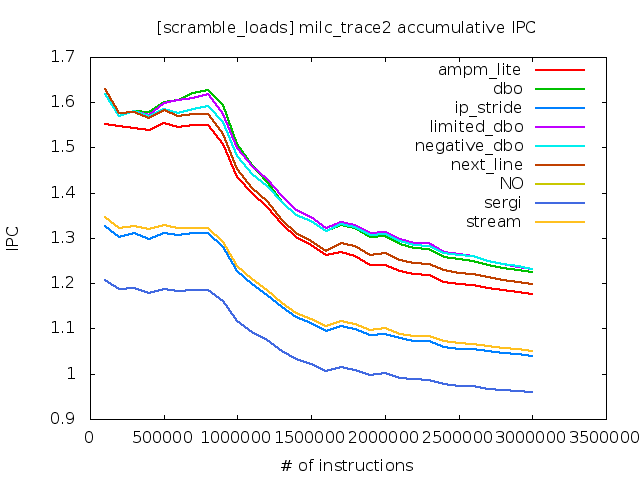 [scramble_loads] milc_trace2 accumulative IPC
1.7
1.6
1.5
1.4
1.3
1.2
1.1
1
0.9
IPC
ampm_lite
dbo
ip_stride
limited_dbo
negative_dbo
next_line
NO
sergi
stream
0 500000 1000000 1500000 2000000 2500000 3000000 3500000
# of instructions